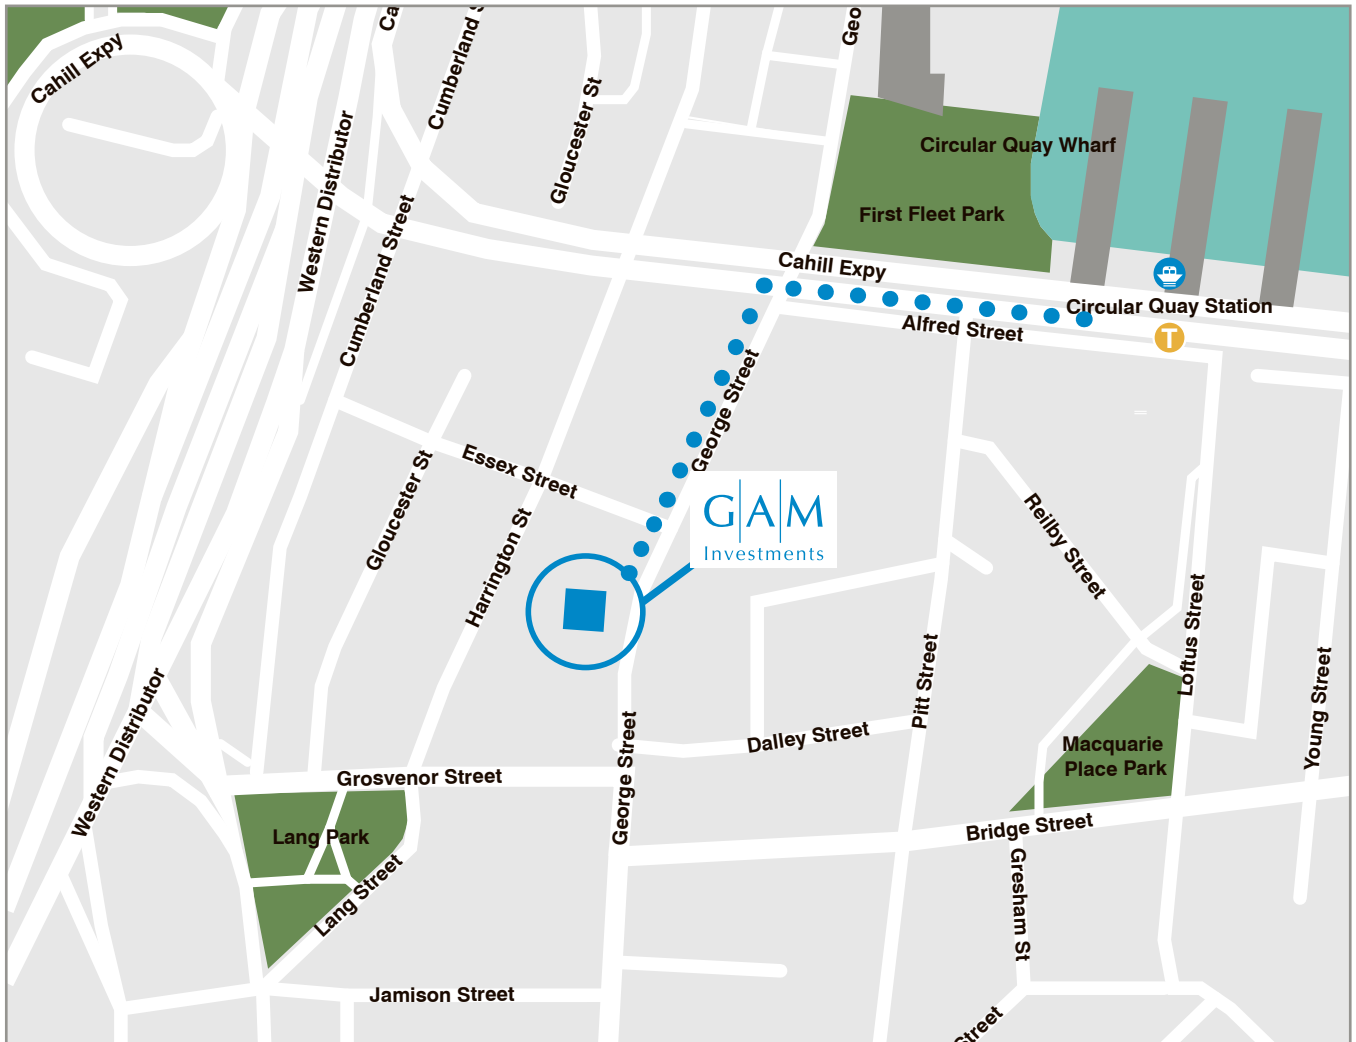 Ca
Cumberland S
Geo
Cahill Expy
Gloucester St
Western Distributor
Circular Quay Wharf
First Fleet Park
Cumberland Street
Cahill Expy
Circular Quay Station
Alfred Street
T
George Street
Essex Street
Gloucester St
Harrington St
GAM
Investments
Reilby Street
Loftus Street
Pitt Street
Young Street
Western Distributor
Dalley Street
Macquarie
Place Park
George Street
Grosvenor Street
Lang Park
Bridge Street
Lang Street
Gresham St
Jamison Street
Street